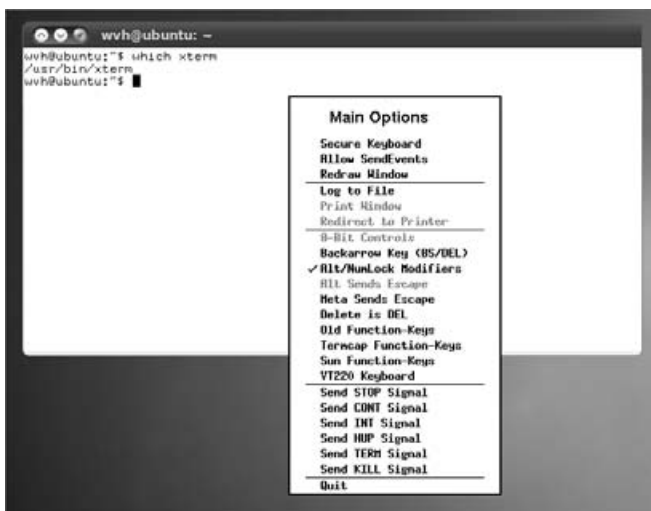 wvh@ubuntu: ~
wvh@ubuntu:~$ which xterm
/usr/bin/xterm
wvh@ubuntu:~$
Main Options
Secure Keyboard
Allow SendEvents
Redraw Window
Log to File
Print Window
Redirect to Printer
8-Bit Controls
Backarrow Key (BS/DEL)
✓Alt/NumLock Modifiers
Alt Sends Escape
Meta Sends Escape
Delete is DEL
Old Function-Keys
Termcap Function-Keys
Sun Function-Keys
VT220 Keyboard
Send STOP Signal
Send CONT Signal
Send INT Signal
Send HUP Signal
Send TERM Signal
Send KILL Signal
Quit